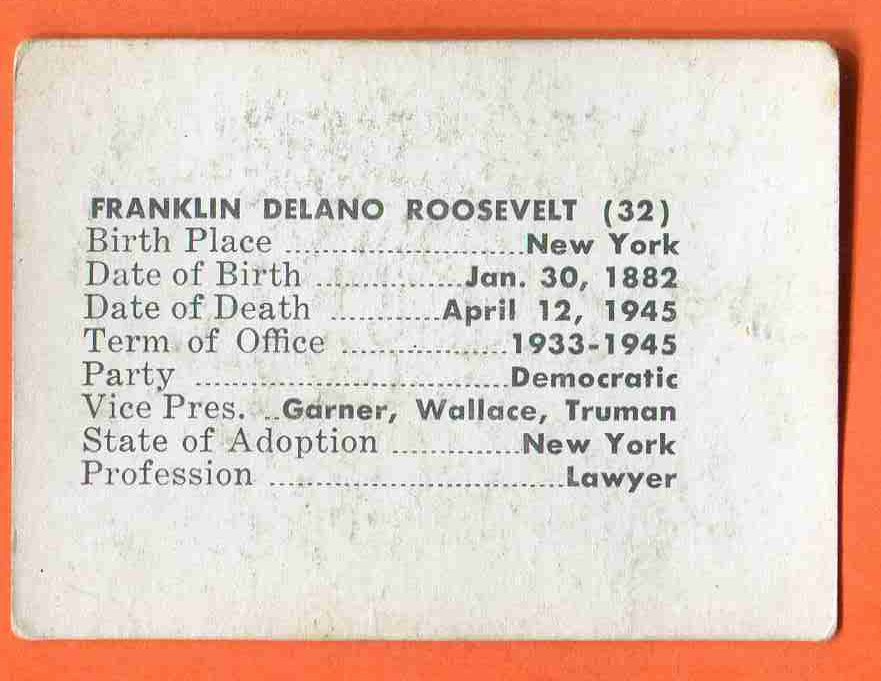 FRANKLIN DELANO ROOSEVELT (32)
Birth Place ..........................New York
Date of Birth ................Jan. 30, 1882
Date of Death ............April 12, 1945
Term of Office ..................1933-1945
Party ..................................Democratic
Vice Pres. ..Garner, Wallace, Truman
State of Adoption ..............New York
Profession ................................Lawyer